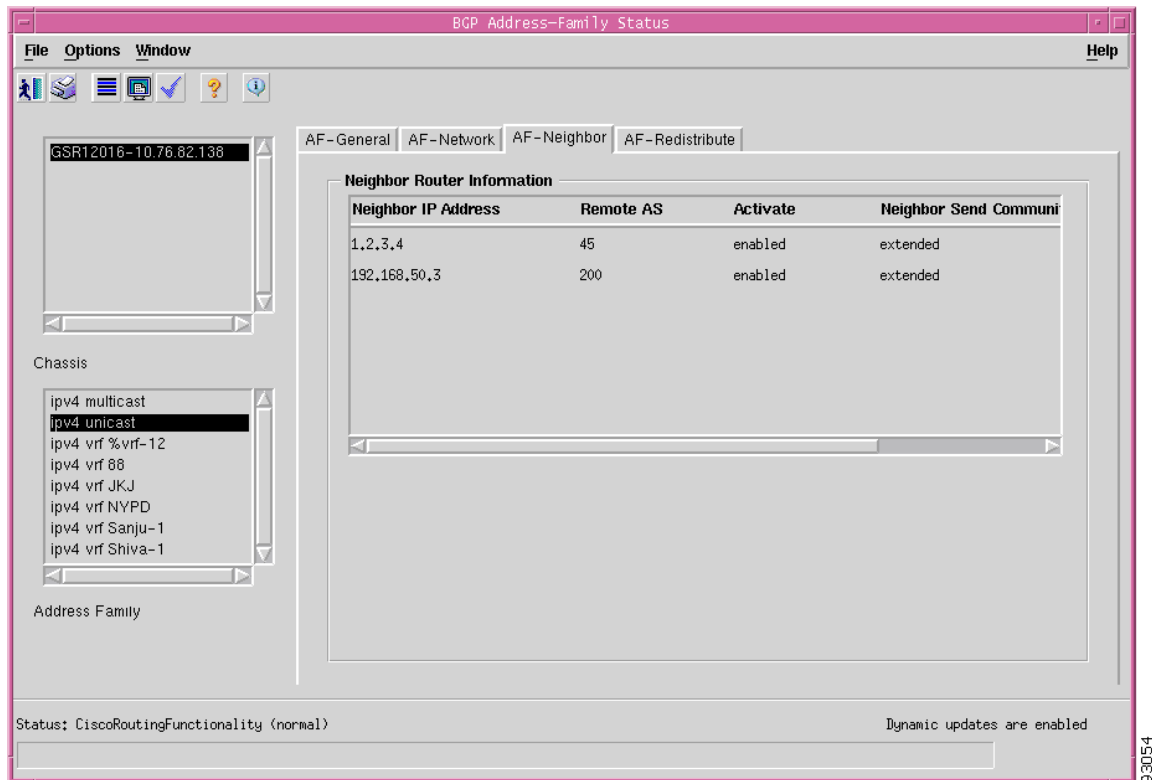 BGP Address-Family Status
File Options Window Help
GSR12016-10.76.82.138
Chassis
ipv4 multicast
ipv4 unicast
ipv4 vrf %vrf-12
ipv4 vrf 88
ipv4 vrf JKJ
ipv4 vrf NYPD
ipv4 vrf Sanju-1
ipv4 vrf Shiva-1
Address Family
AF-General AF-Network AF-Neighbor AF-Redistribute
Neighbor Router Information
Neighbor IP Address Remote AS Activate Neighbor Send Communi
1.2.3.4 45 enabled extended
192.168.50.3 200 enabled extended
Status: CiscoRoutingFunctionality (normal) Dynamic updates are enabled
93054